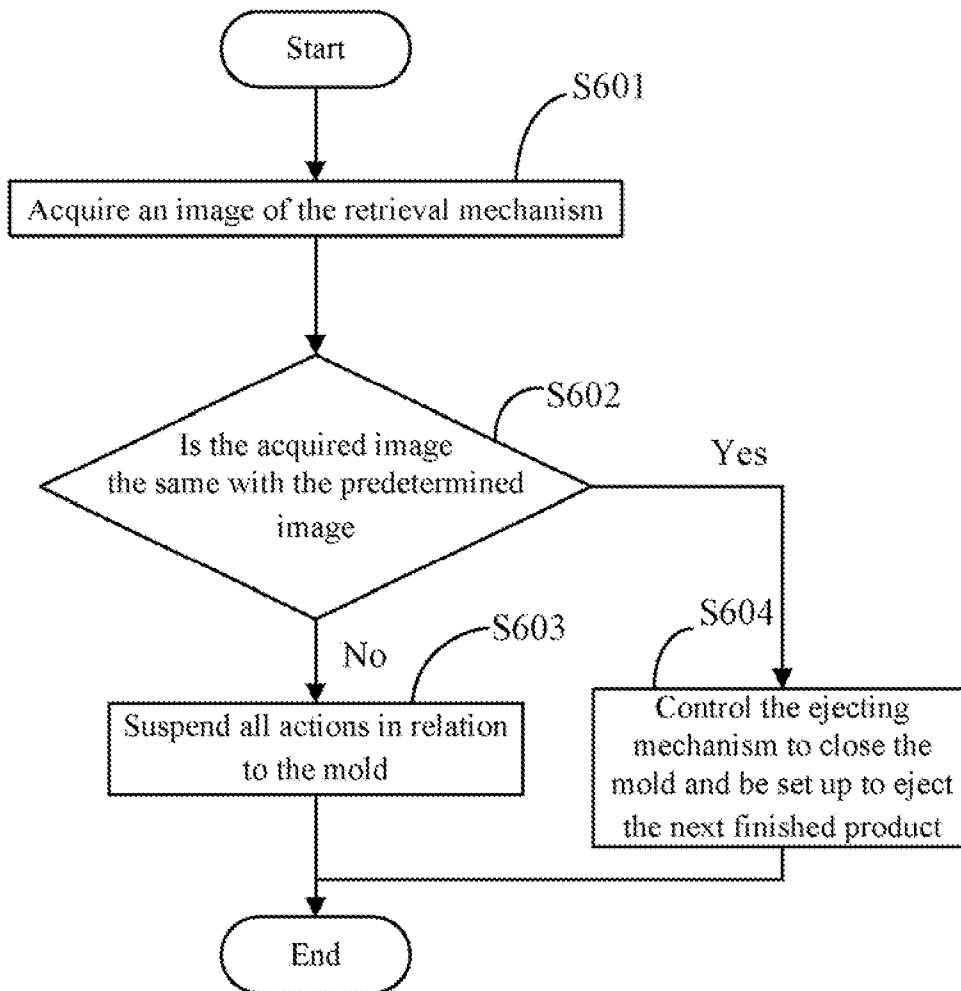 Start
S601
Acquire an image of the retrieval mechanism
S602
Is the acquired image
the same with the predetermined
image
Yes
No
S603
Suspend all actions in relation
to the mold
S604
Control the ejecting
mechanism to close the
mold and be set up to eject
the next finished product
End